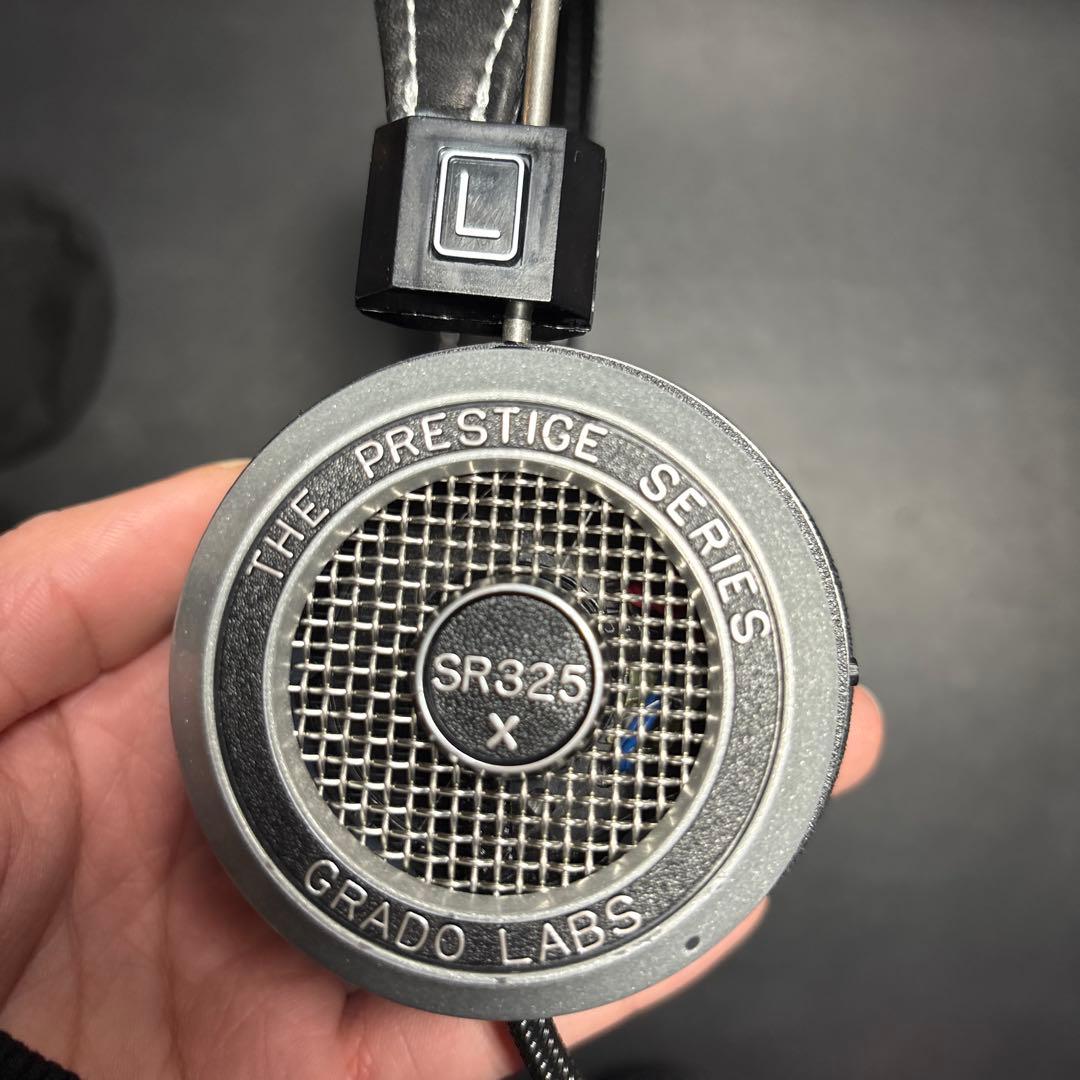 L
THE PRESTIGE SERIES
SR325
X
GRADO LABS